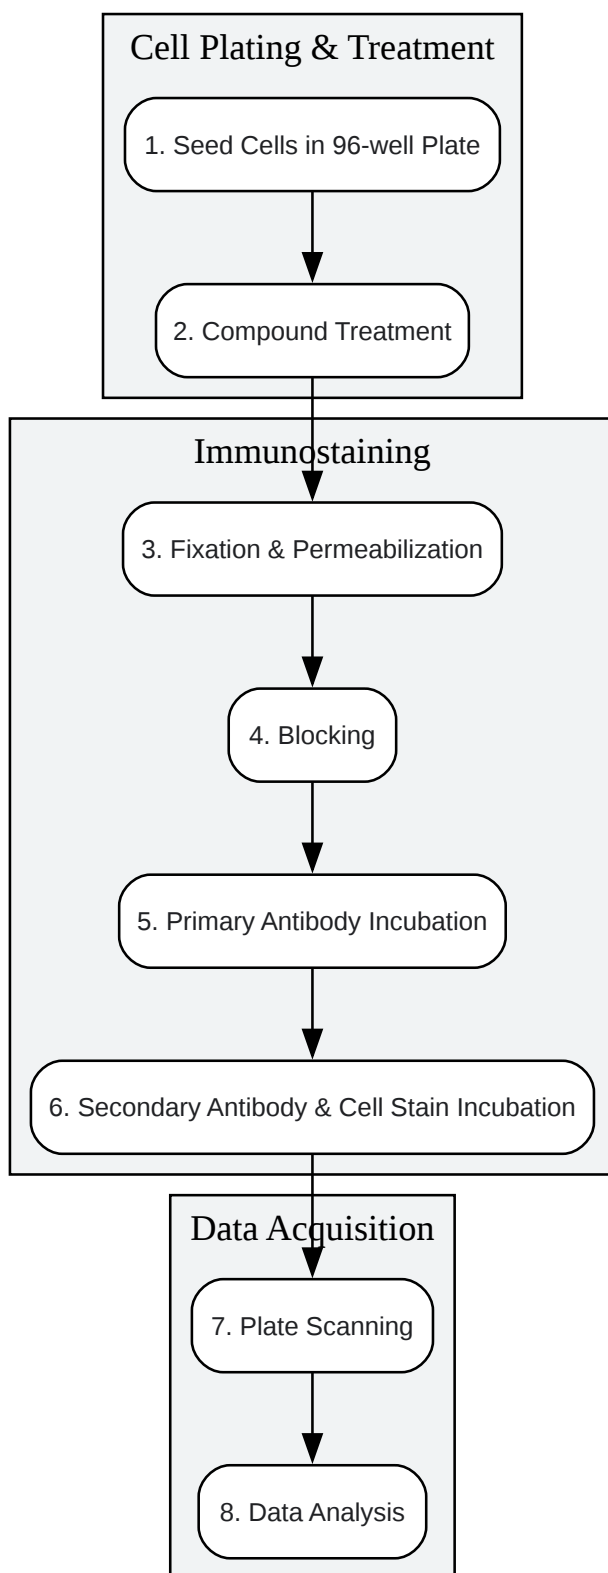 Cell Plating & Treatment
1. Seed Cells in 96-well Plate
2. Compound Treatment
Immunostaining
3. Fixation & Permeabilization
4. Blocking
5. Primary Antibody Incubation
6. Secondary Antibody & Cell Stain Incubation
Data Acquisition
7. Plate Scanning
8. Data Analysis